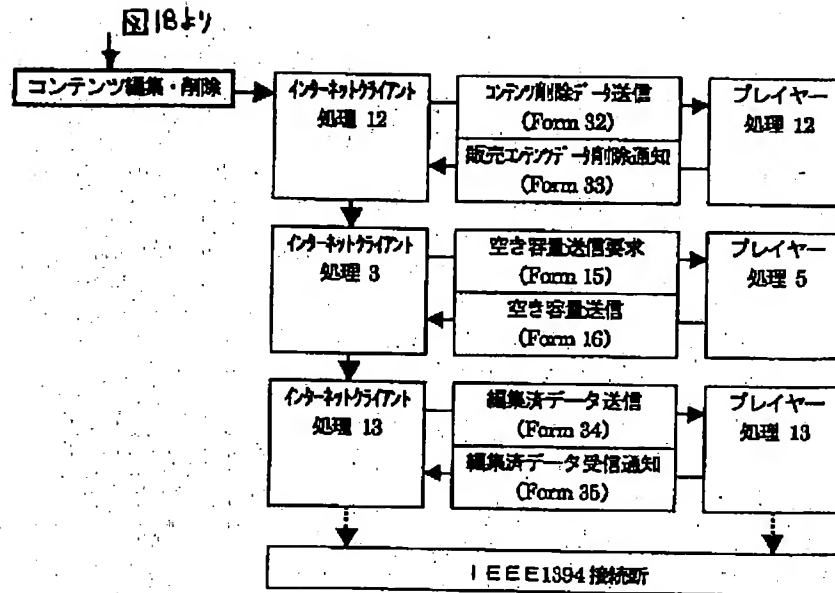 図18より
コンテンツ編集・削除
インターネットクライアント
処理 12
コンテンツ削除データ送信
(Form 32)
販売コンテンツデータ削除通知
(Form 33)
プレイヤー
処理 12
インターネットクライアント
処理 3
空き容量送信要求
(Form 15)
空き容量送信
(Form 16)
プレイヤー
処理 5
インターネットクライアント
処理 13
編集済データ送信
(Form 34)
編集済データ受信通知
(Form 35)
プレイヤー
処理 13
IEEE1394 接続断